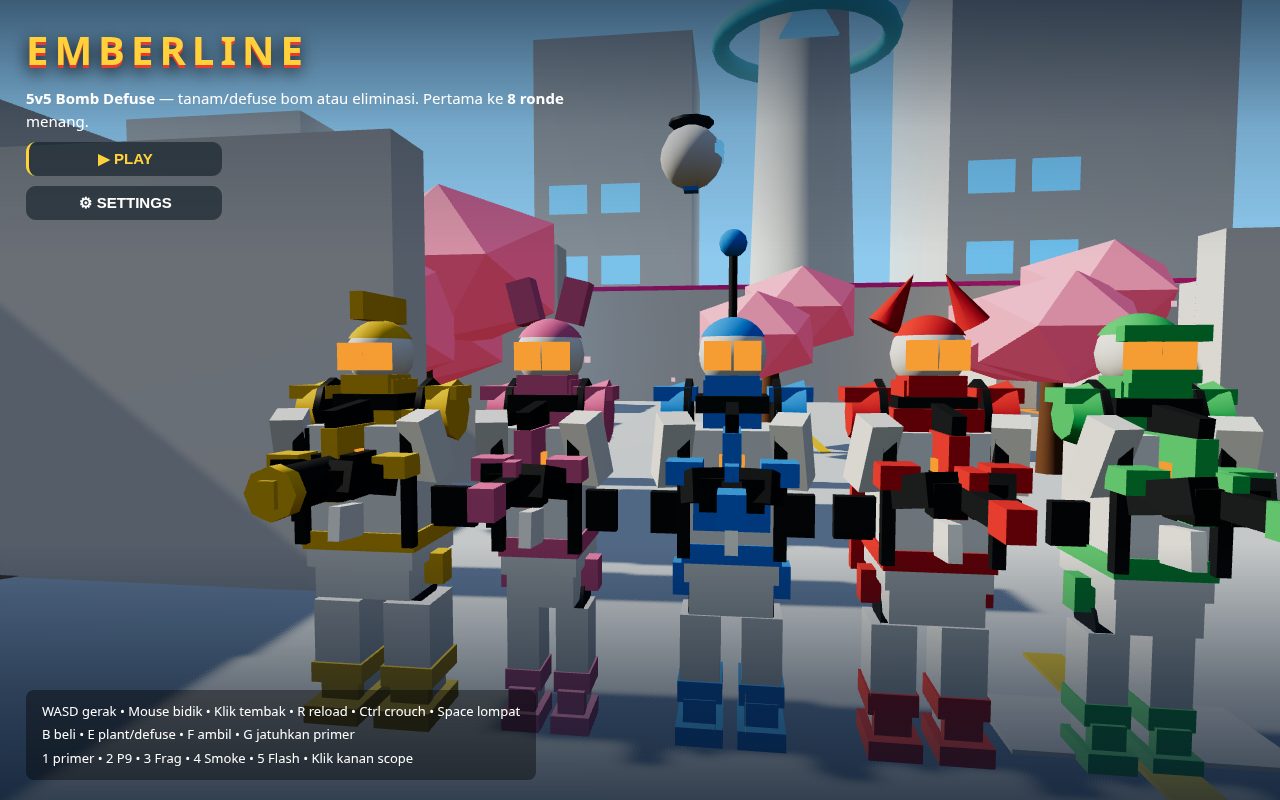 EMBERLINE
5v5 Bomb Defuse — tanam/defuse bom atau eliminasi. Pertama ke 8 ronde
menang.
▶ PLAY
⚙ SETTINGS
WASD gerak • Mouse bidik • Klik tembak • R reload • Ctrl crouch • Space lompat
B beli • E plant/defuse • F ambil • G jatuhkan primer
1 primer • 2 P9 • 3 Frag • 4 Smoke • 5 Flash • Klik kanan scope